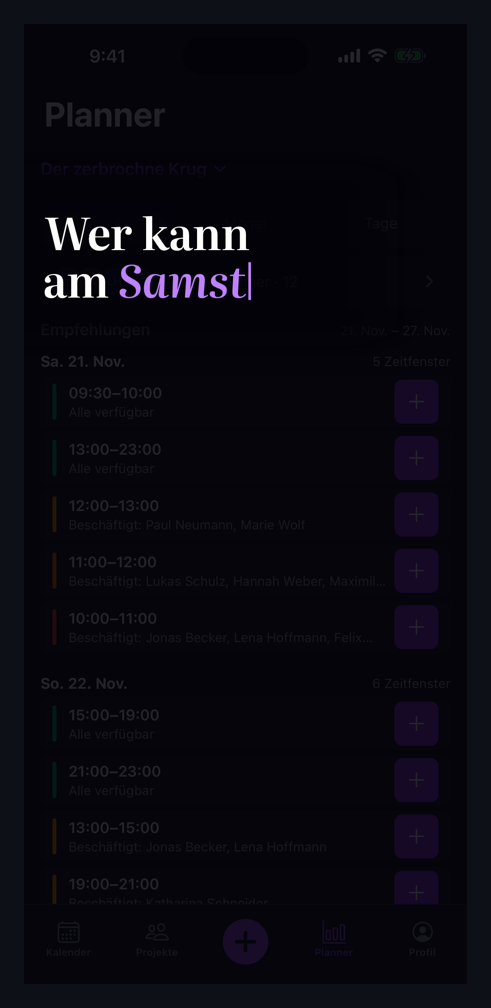 9:41
Planner
Der zerbrochne Krug
Tage
Wer kann
am Samst
12
Empfehlungen
21. Nov. – 27. Nov.
Sa. 21. Nov.
5 Zeitfenster
09:30–10:00
Alle verfügbar
13:00–23:00
Alle verfügbar
12:00–13:00
Beschäftigt: Paul Neumann, Marie Wolf
11:00–12:00
Beschäftigt: Lukas Schulz, Hannah Weber, Maximil...
10:00–11:00
Beschäftigt: Jonas Becker, Lena Hoffmann, Felix...
So. 22. Nov.
6 Zeitfenster
15:00–19:00
Alle verfügbar
21:00–23:00
Alle verfügbar
13:00–15:00
Beschäftigt: Jonas Becker, Lena Hoffmann
19:00–21:00
Beschäftigt: Katharina Schneider
Kalender
Projekte
Planner
Profil